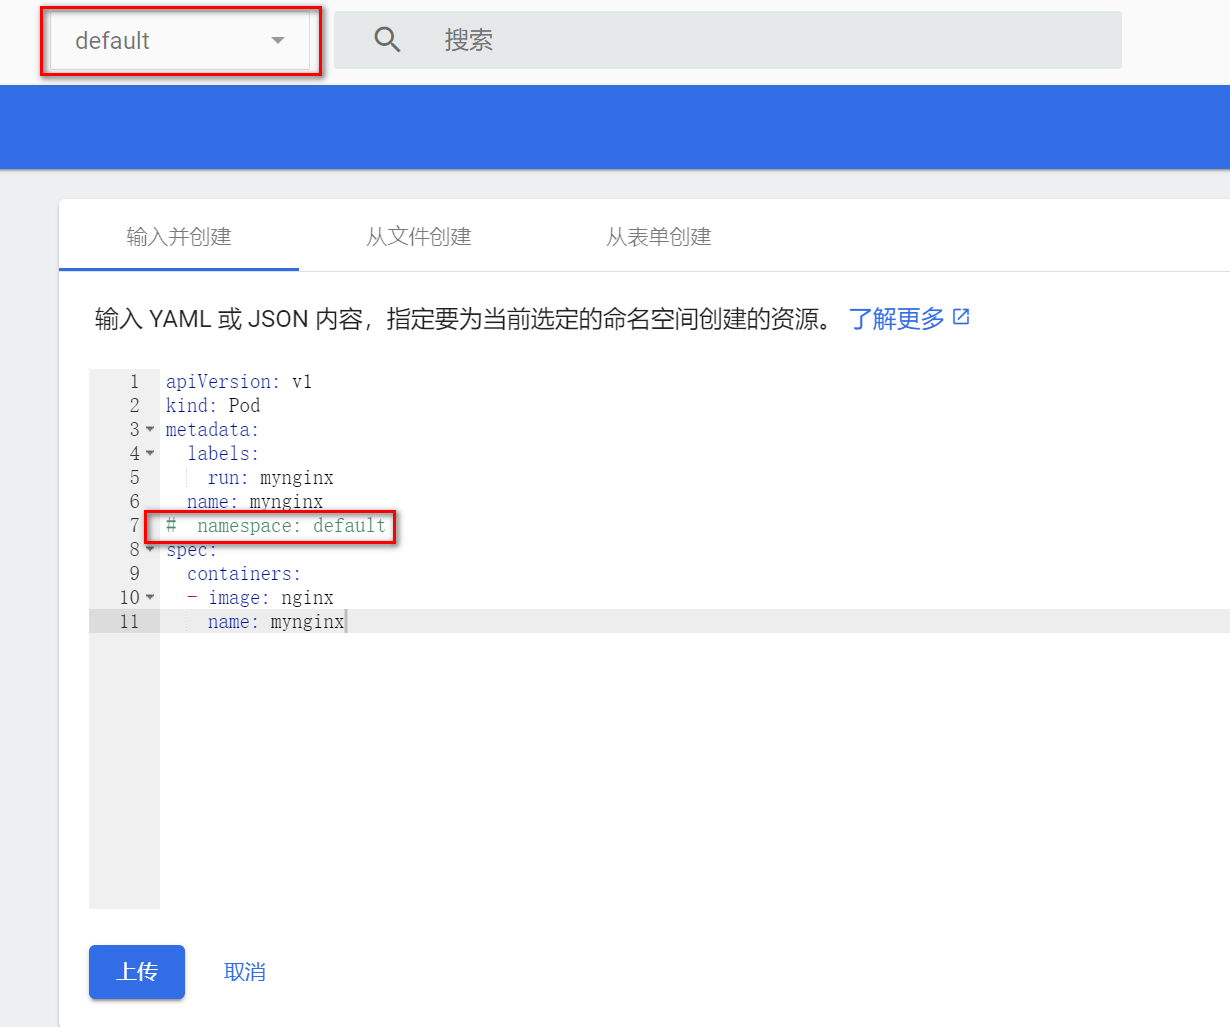 default
搜索
输入并创建 从文件创建 从表单创建
输入 YAML 或 JSON 内容，指定要为当前选定的命名空间创建的资源。 了解更多
1 apiVersion: v1
2 kind: Pod
3 metadata:
4   labels:
5     run: mynginx
6   name: mynginx
7 #  namespace: default
8 spec:
9   containers:
10   - image: nginx
11     name: mynginx
上传 取消